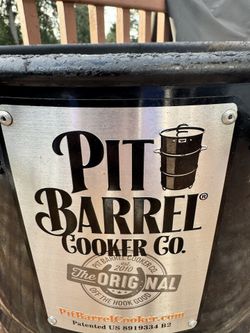 PIT
BARREL®
COOKER CO.
PIT BARREL COOKER CO.
2010
The ORIGINAL
OFF THE HOOK GOOD
PitBarrelCooker.com
Patented US 8919334 B2